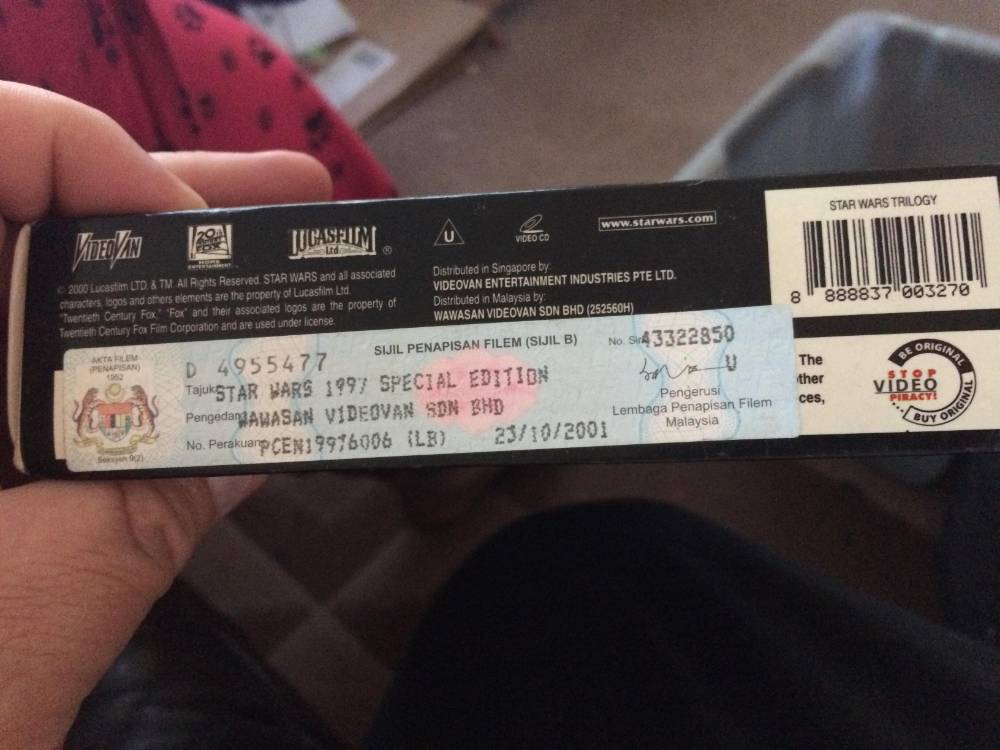 VIDEOVAN
20th CENTURY FOX
HOME ENTERTAINMENT
LUCASFILM Ltd. ®
U
VIDEO CD
www.starwars.com
STAR WARS TRILOGY
8 888837 003270
© 2000 Lucasfilm LTD. & TM. All Rights Reserved. STAR WARS and all associated
characters, logos and others elements are the property of Lucasfilm Ltd.
"Twentieth Century Fox," "Fox" and their associated logos are the property of
Twentieth Century Fox Film Corporation and are used under license.
Distributed in Singapore by:
VIDEOVAN ENTERTAINMENT INDUSTRIES PTE LTD.
Distributed in Malaysia by:
WAWASAN VIDEOVAN SDN BHD (252560H)
AKTA FILEM
(PENAPISAN)
1952
Seksyen 9(2)
SIJIL PENAPISAN FILEM (SIJIL B)
D 4955477
No. Siri 43322850
Tajuk STAR WARS 1997 SPECIAL EDITION
U
Pengedar WAWASAN VIDEOVAN SDN BHD
No. Perakuan PCEN19976006 (LB) 23/10/2001
Pengerusi
Lembaga Penapisan Filem
Malaysia
The
ther
ces,
BE ORIGINAL
STOP
VIDEO
PIRACY!
BUY ORIGINAL